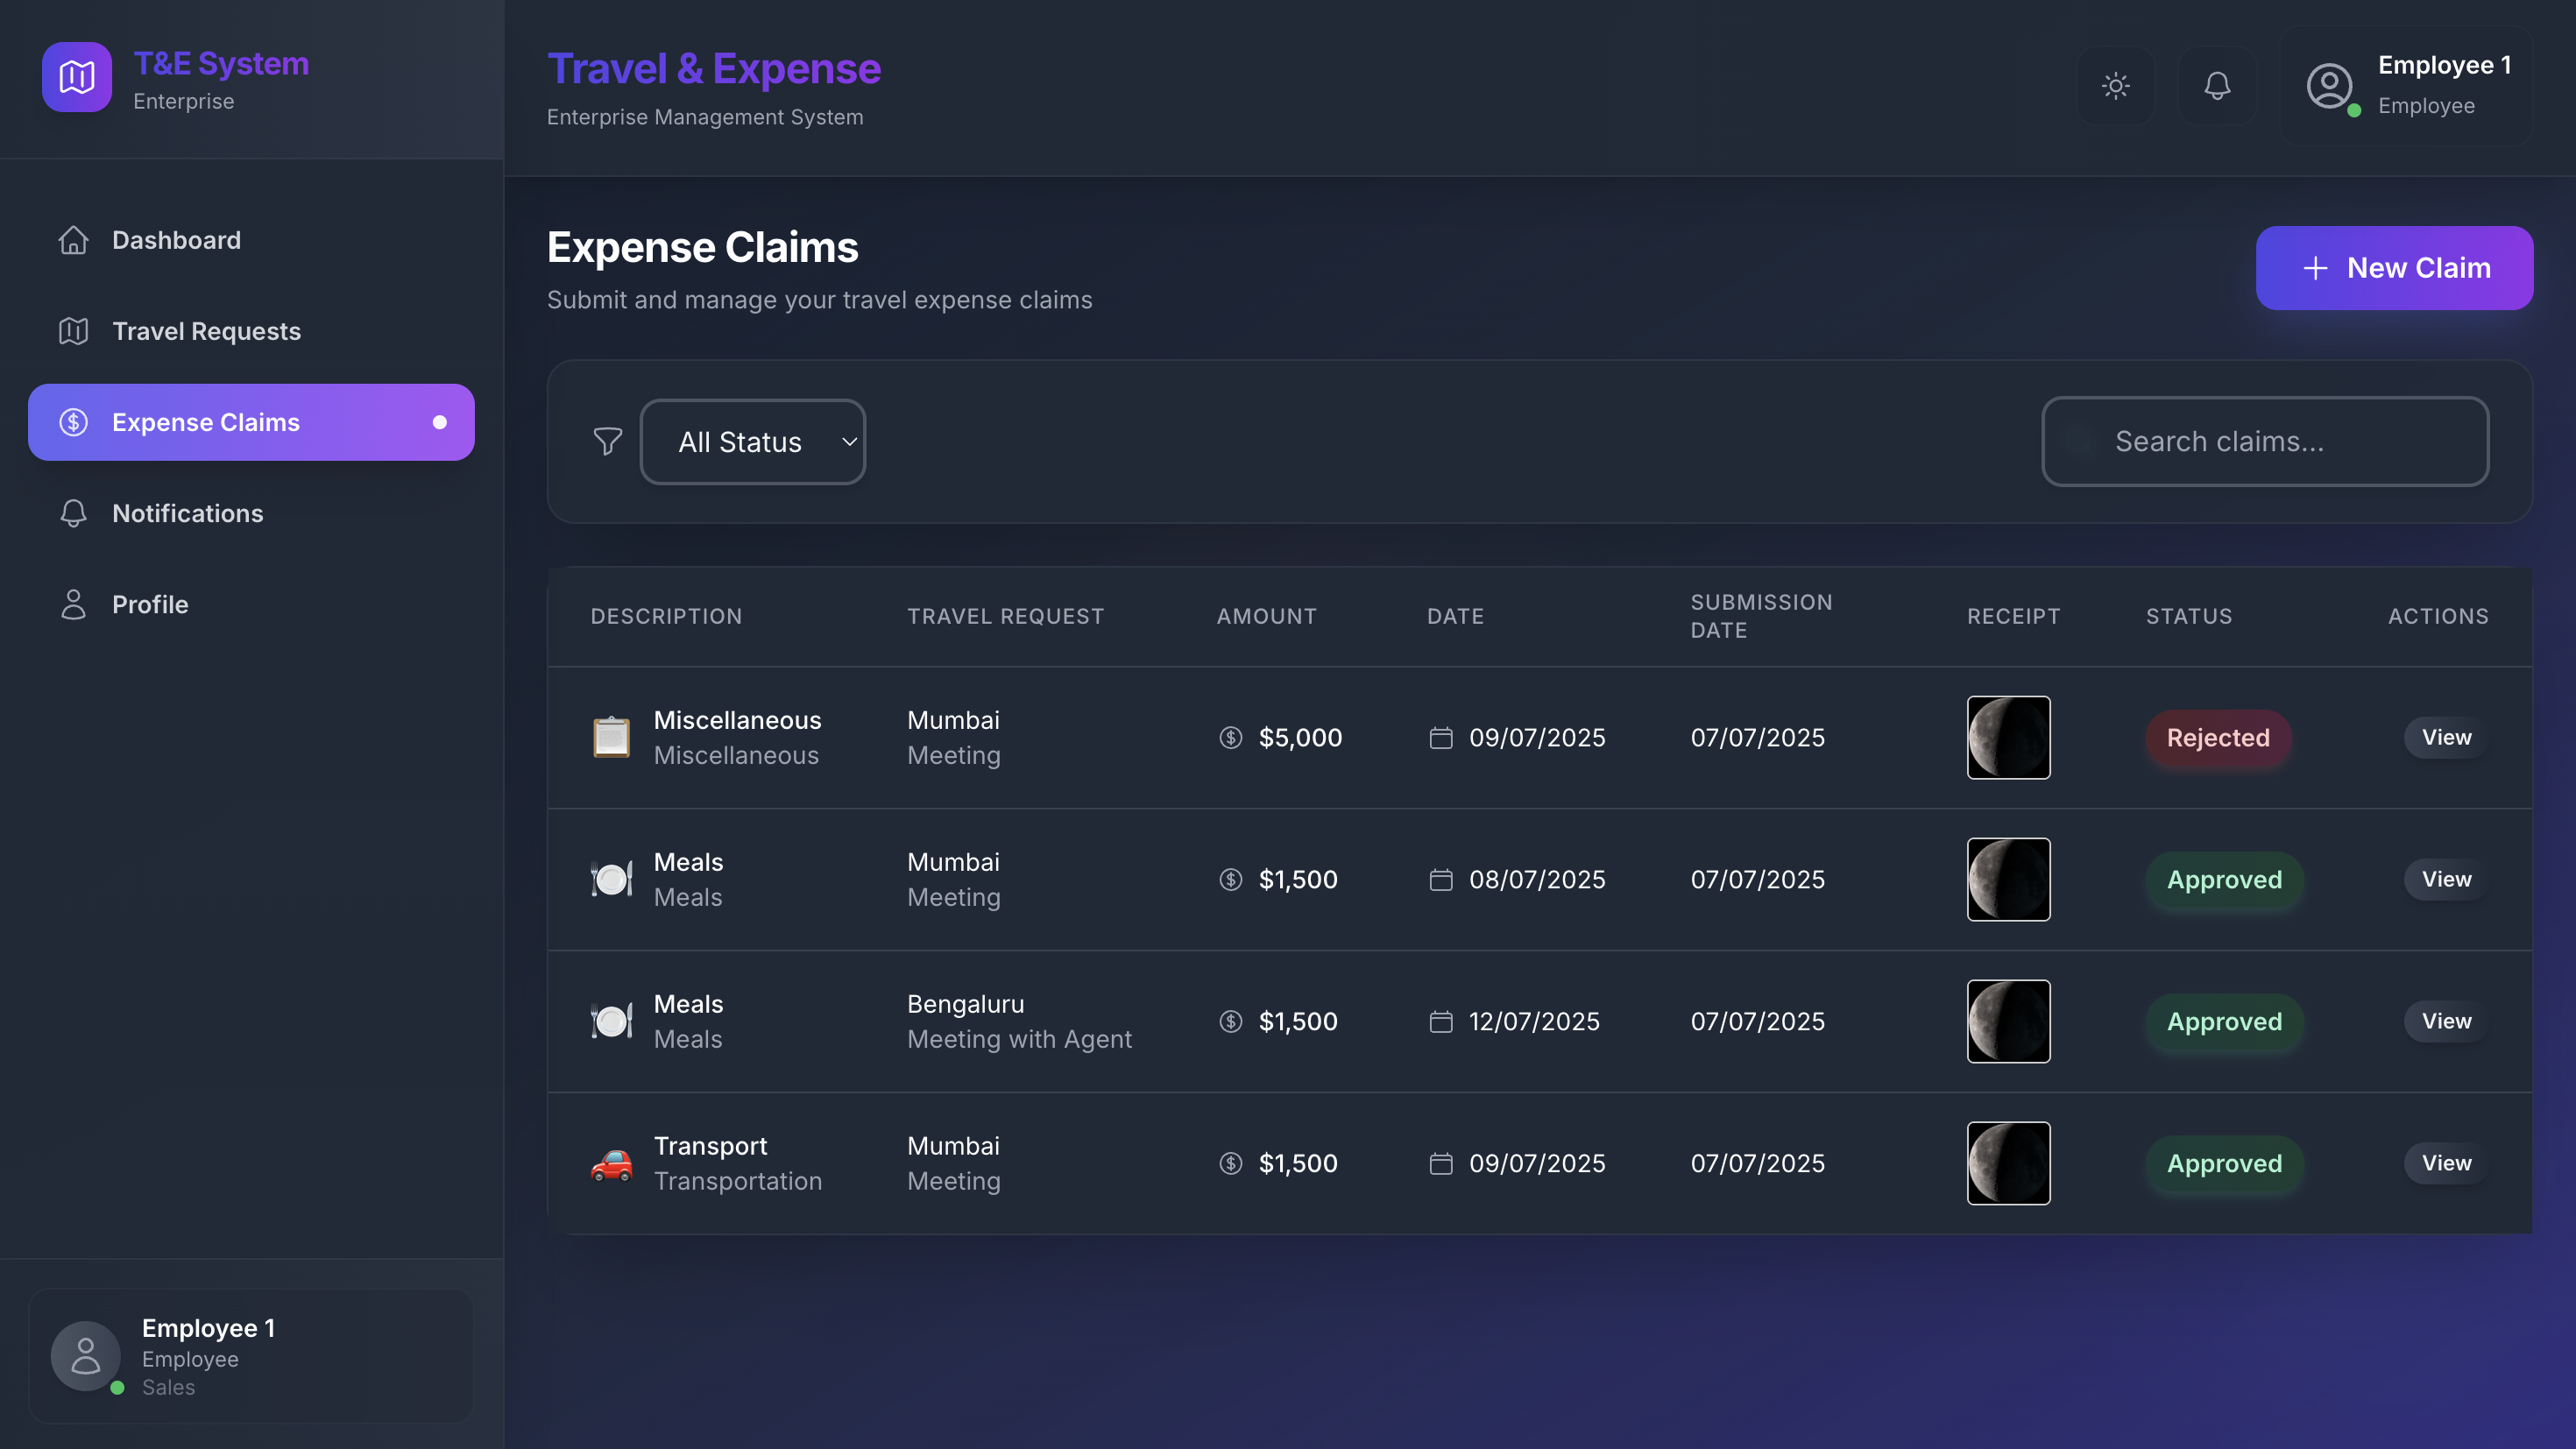 T&E System
Enterprise
Dashboard
Travel Requests
Expense Claims
Notifications
Profile
Employee 1
Employee
Sales
Travel & Expense
Enterprise Management System
Employee 1
Employee
Expense Claims
Submit and manage your travel expense claims
New Claim
All Status
Search claims...
DESCRIPTION TRAVEL REQUEST AMOUNT DATE SUBMISSION DATE RECEIPT STATUS ACTIONS
Miscellaneous Mumbai $5,000 09/07/2025 07/07/2025 Rejected View
Miscellaneous Meeting
Meals Mumbai $1,500 08/07/2025 07/07/2025 Approved View
Meals Meeting
Meals Bengaluru $1,500 12/07/2025 07/07/2025 Approved View
Meals Meeting with Agent
Transport Mumbai $1,500 09/07/2025 07/07/2025 Approved View
Transportation Meeting